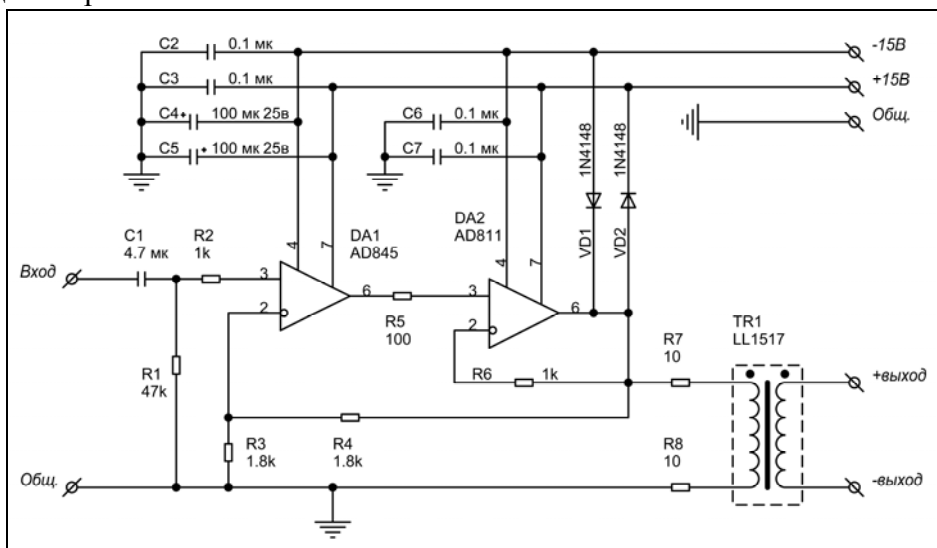 C2
0.1 мк
-15В
C3
0.1 мк
+15В
C4
+
100 мк 25в
C6
0.1 мк
Общ.
C5
+
100 мк 25в
C7
0.1 мк
1N4148
1N4148
VD1
VD2
DA1
AD845
DA2
AD811
4
7
4
7
C1
4.7 мк
R2
1k
Вход
3
2
6
R5
100
3
2
6
R6
1k
R7
10
TR1
LL1517
+выход
R1
47k
R3
1.8k
R4
1.8k
R8
10
Общ.
-выход